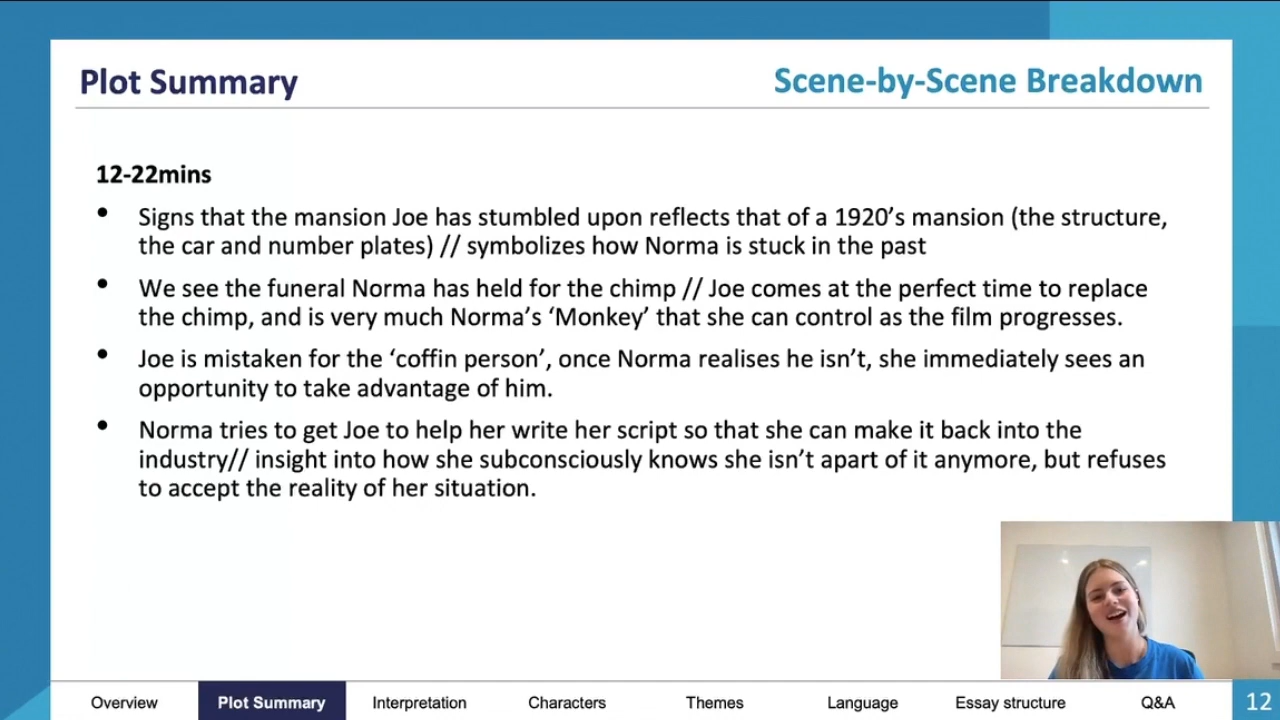 Plot Summary
Scene-by-Scene Breakdown
12-22mins
• Signs that the mansion Joe has stumbled upon reflects that of a 1920’s mansion (the structure,
the car and number plates) // symbolizes how Norma is stuck in the past
• We see the funeral Norma has held for the chimp // Joe comes at the perfect time to replace
the chimp, and is very much Norma’s ‘Monkey’ that she can control as the film progresses.
• Joe is mistaken for the ‘coffin person’, once Norma realises he isn’t, she immediately sees an
opportunity to take advantage of him.
• Norma tries to get Joe to help her write her script so that she can make it back into the
industry// insight into how she subconsciously knows she isn’t apart of it anymore, but refuses
to accept the reality of her situation.
Overview Plot Summary Interpretation Characters Themes Language Essay structure Q&A 12